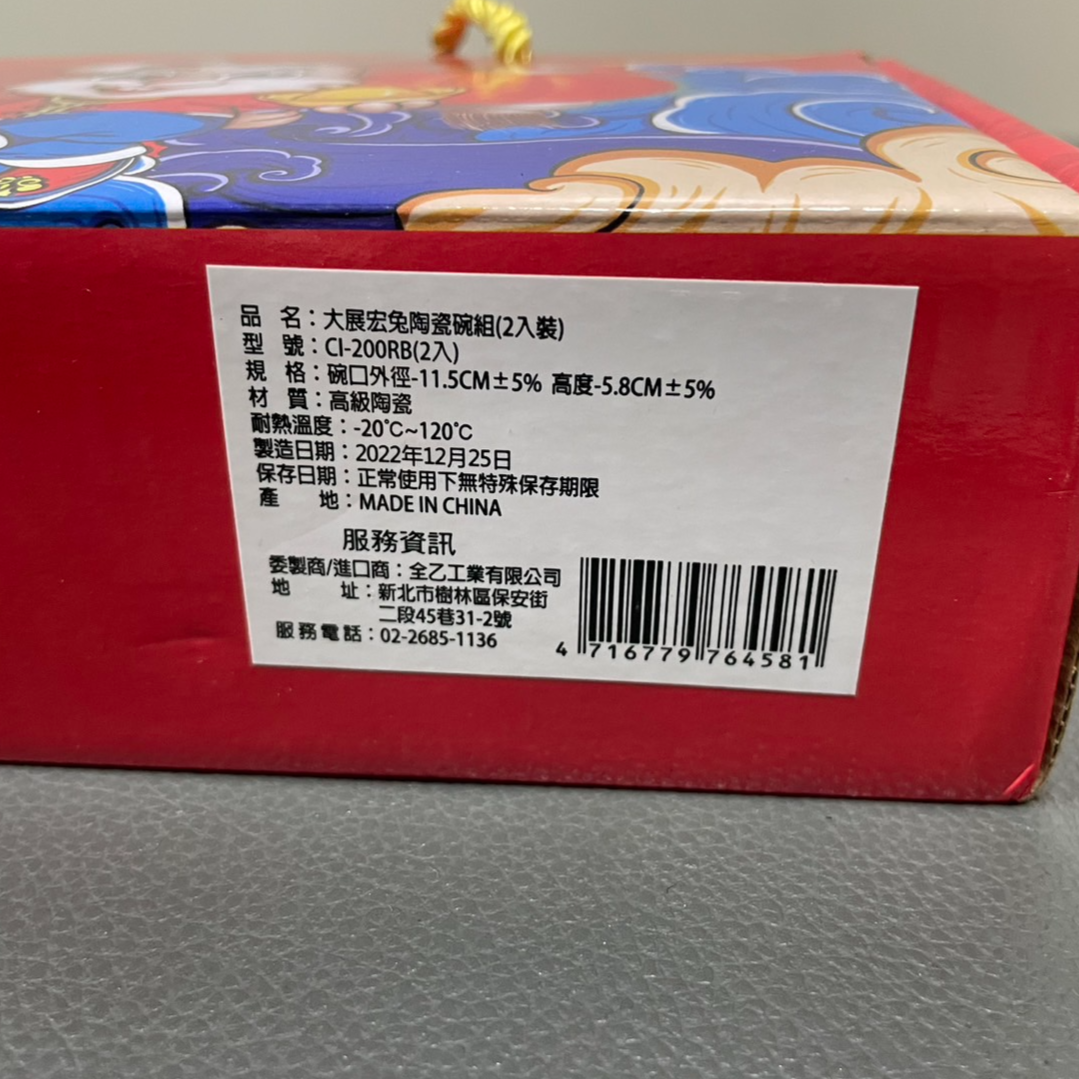 品 名：大展宏兔陶瓷碗組(2入裝)
型 號：CI-200RB(2入)
規 格：碗口外徑-11.5CM±5% 高度-5.8CM±5%
材 質：高級陶瓷
耐熱溫度：-20℃~120℃
製造日期：2022年12月25日
保存日期：正常使用下無特殊保存期限
產 地：MADE IN CHINA
服務資訊
委製商/進口商：全乙工業有限公司
地 址：新北市樹林區保安街
二段45巷31-2號
服務電話：02-2685-1136
4 716779 764581